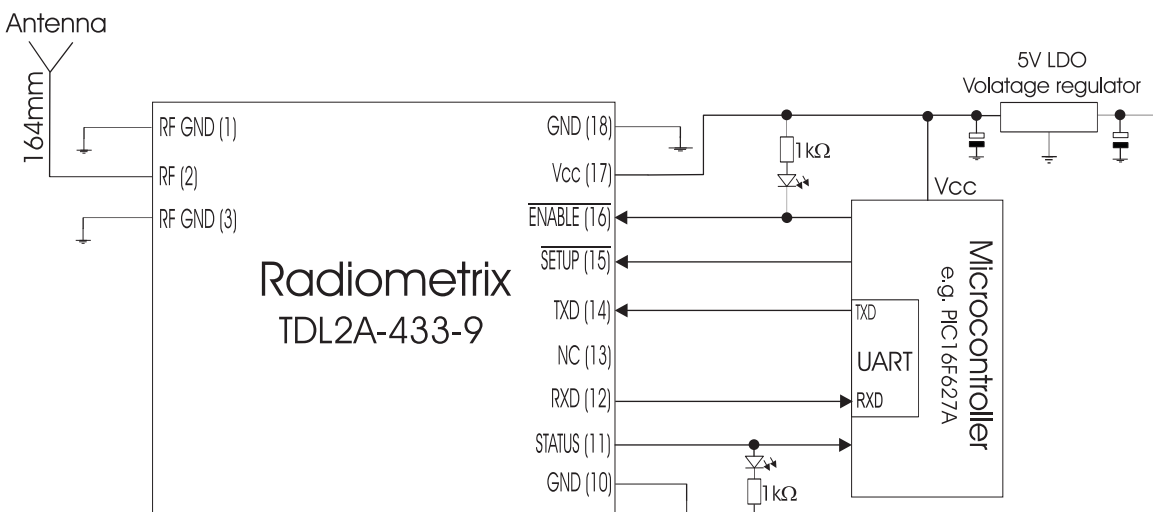 Antenna
164mm
RF GND (1)
RF (2)
RF GND (3)
Radiometrix
TDL2A-433-9
GND (18)
Vcc (17)
ENABLE (16)
SETUP (15)
TXD (14)
NC (13)
RXD (12)
STATUS (11)
GND (10)
1kΩ
1kΩ
5V LDO
Volatage regulator
Vcc
TXD
UART
RXD
Microcontroller
e.g. PIC16F627A